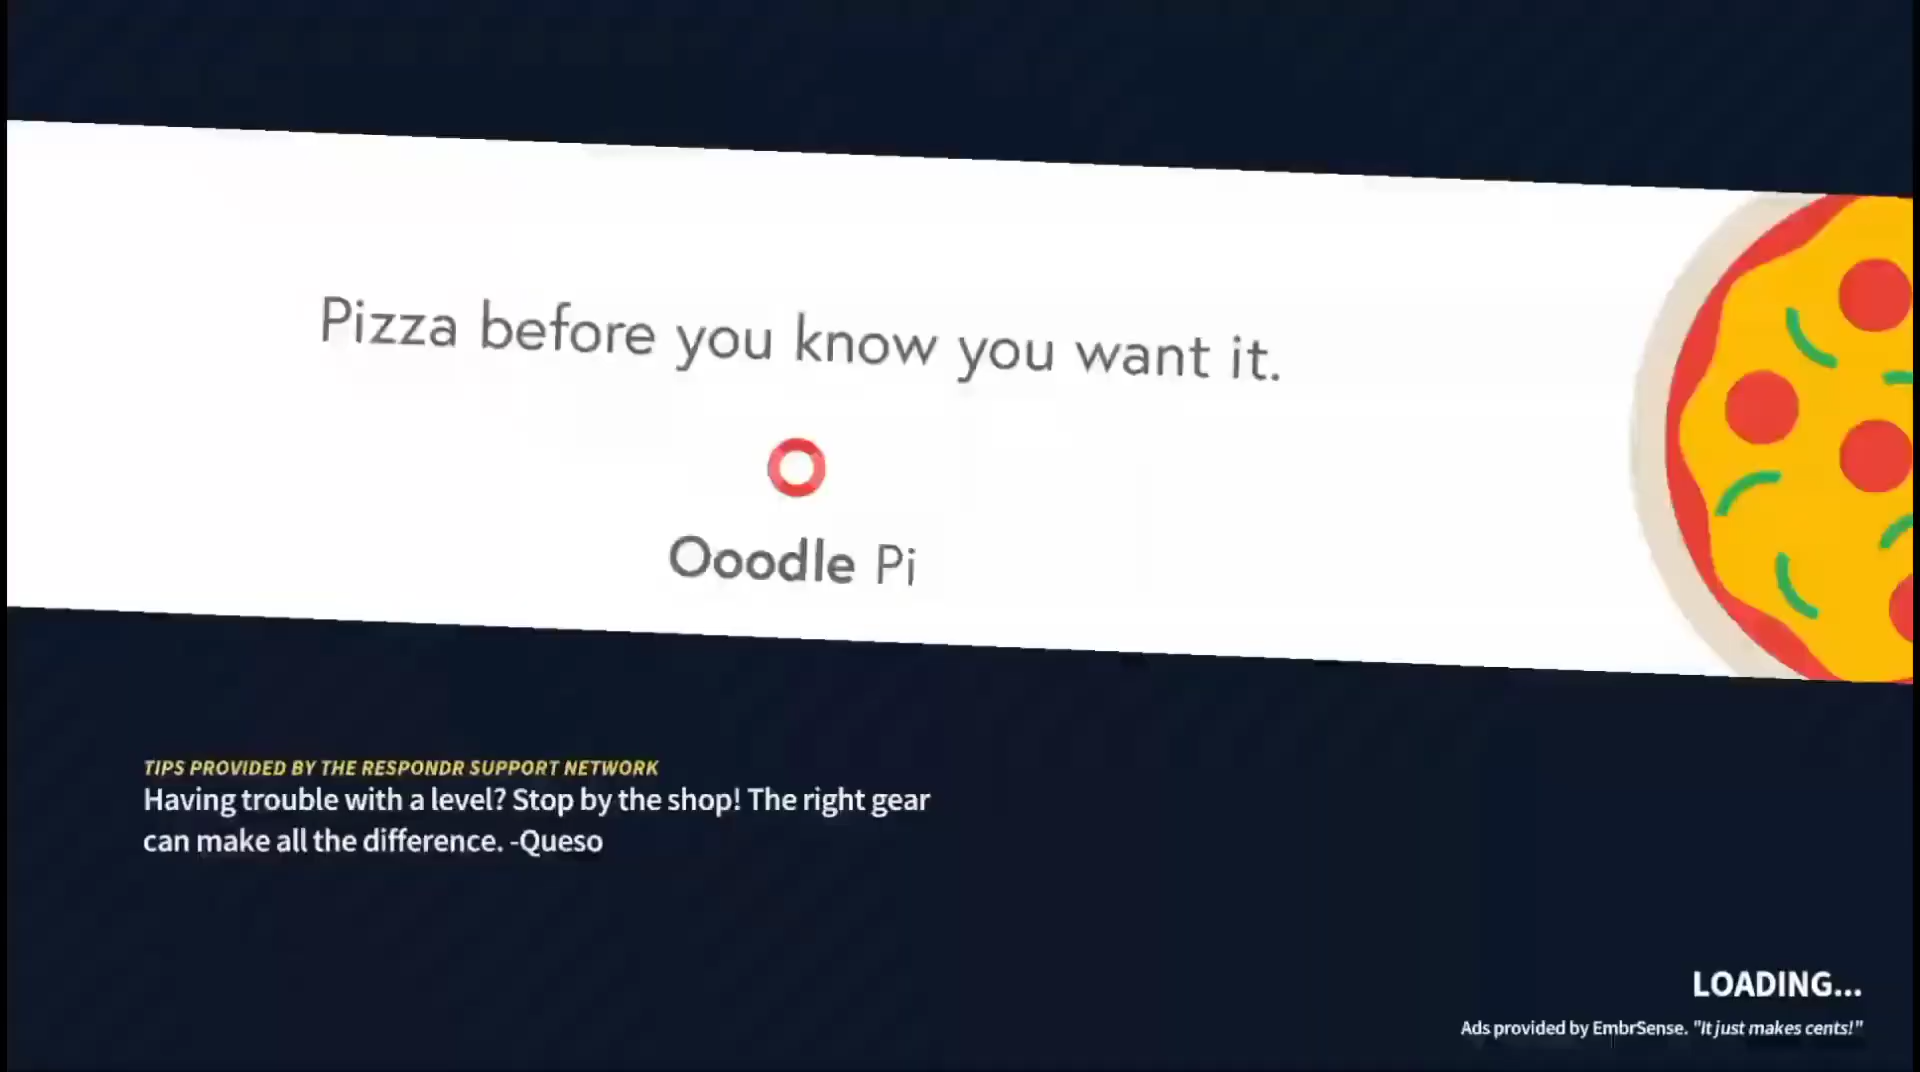 Pizza before you know you want it.
Ooodle Pi
TIPS PROVIDED BY THE RESPONDR SUPPORT NETWORK
Having trouble with a level? Stop by the shop! The right gear
can make all the difference. -Queso
LOADING...
Ads provided by EmbrSense. "It just makes cents!"